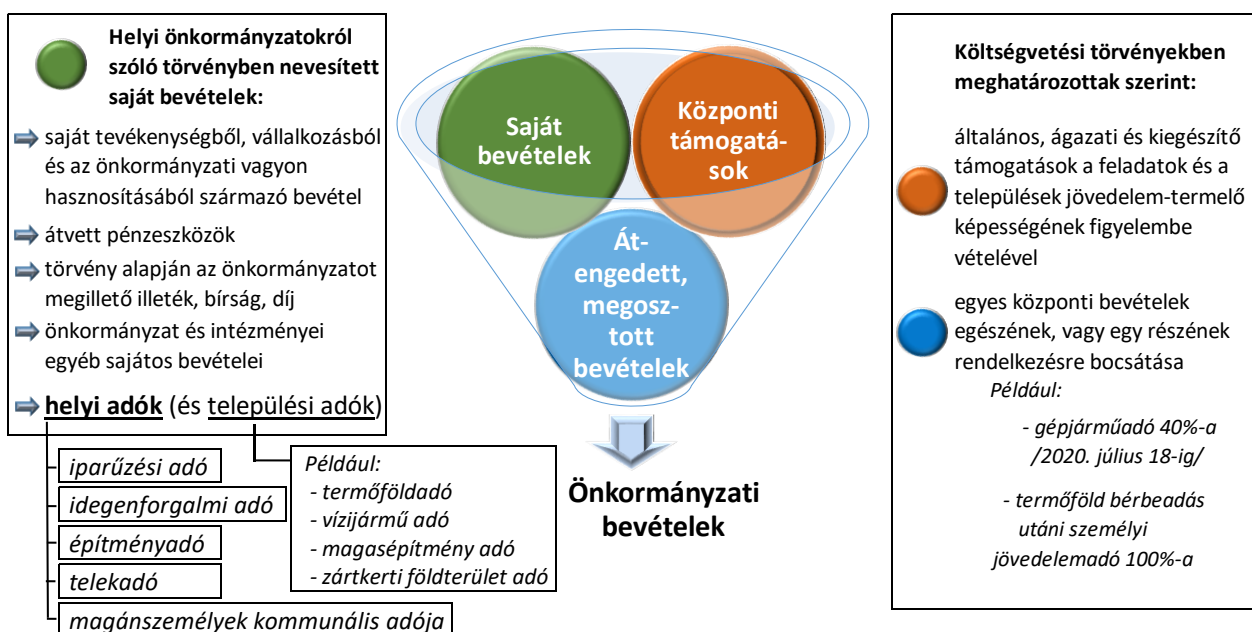 Helyi önkormányzatokról
szóló törvényben nevesített
saját bevételek:
saját tevékenységből, vállalkozásból
és az önkormányzati vagyon
hasznosításából származó bevétel
átvett pénzeszközök
törvény alapján az önkormányzatot
megillető illeték, bírság, díj
önkormányzat és intézményei
egyéb sajátos bevételei
helyi adók (és települési adók)
iparűzési adó
idegenforgalmi adó
építményadó
telekadó
magánszemélyek kommunális adója
Például:
- termőföldadó
- vízijármű adó
- magasépítmény adó
- zártkerti földterület adó
Saját
bevételek
Központi
támogatá-
sok
Át-
engedett,
megosz-
tott
bevételek
Önkormányzati
bevételek
Költségvetési törvényekben
meghatározottak szerint:
általános, ágazati és kiegészítő
támogatások a feladatok és a
települések jövedelem-termelő
képességének figyelembe
vételével
egyes központi bevételek
egészének, vagy egy részének
rendelkezésre bocsátása
Például:
- gépjárműadó 40%-a
/2020. július 18-ig/
- termőföld bérbeadás
utáni személyi
jövedelemadó 100%-a